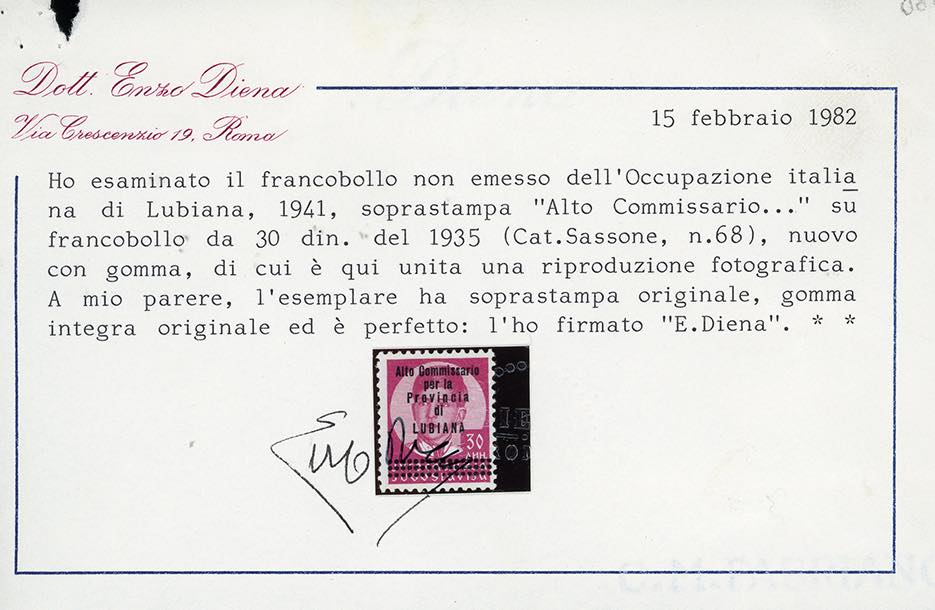 Dott. Enzo Diena
Via Crescenzio 19, Roma
15 febbraio 1982
Ho esaminato il francobollo non emesso dell'Occupazione italia
na di Lubiana, 1941, soprastampa "Alto Commissario..." su
francobollo da 30 din. del 1935 (Cat.Sassone, n.68), nuovo
con gomma, di cui è qui unita una riproduzione fotografica.
A mio parere, l'esemplare ha soprastampa originale, gomma
integra originale ed è perfetto: l'ho firmato "E.Diena". * *
Alto Commissario
per la
Provincia
di
LUBIANA
30
ДИН.